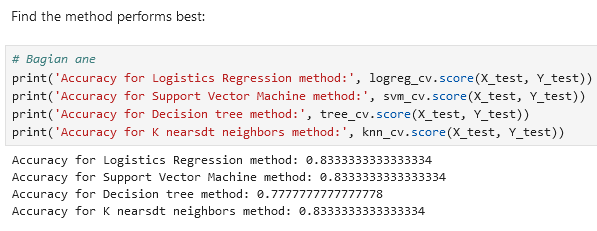 Find the method performs best:
# Bagian ane
print('Accuracy for Logistics Regression method:', logreg_cv.score(X_test, Y_test))
print('Accuracy for Support Vector Machine method:', svm_cv.score(X_test, Y_test))
print('Accuracy for Decision tree method:', tree_cv.score(X_test, Y_test))
print('Accuracy for K nearsdt neighbors method:', knn_cv.score(X_test, Y_test))
Accuracy for Logistics Regression method: 0.8333333333333334
Accuracy for Support Vector Machine method: 0.8333333333333334
Accuracy for Decision tree method: 0.7777777777777778
Accuracy for K nearsdt neighbors method: 0.8333333333333334